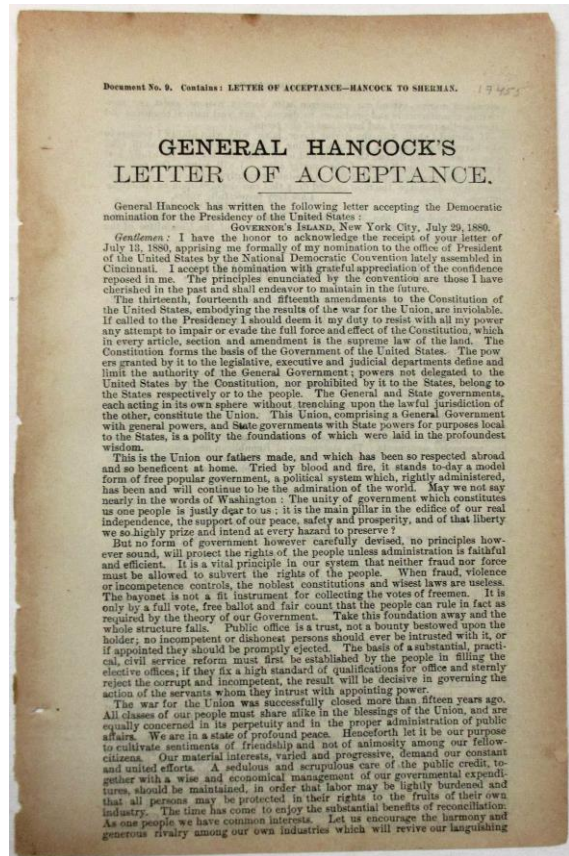 Document No. 9. Contains: LETTER OF ACCEPTANCE—HANCOCK TO SHERMAN.
GENERAL HANCOCK'S
LETTER OF ACCEPTANCE.
General Hancock has written the following letter accepting the Democratic
nomination for the Presidency of the United States :
GOVERNOR'S ISLAND, New York City, July 29, 1880.
Gentlemen : I have the honor to acknowledge the receipt of your letter of
July 13, 1880, apprising me formally of my nomination to the office of President
of the United States by the National Democratic Convention lately assembled in
Cincinnati. I accept the nomination with grateful appreciation of the confidence
reposed in me. The principles enunciated by the convention are those I have
cherished in the past and shall endeavor to maintain in the future.
The thirteenth, fourteenth and fifteenth amendments to the Constitution of
the United States, embodying the results of the war for the Union, are inviolable.
If called to the Presidency I should deem it my duty to resist with all my power
any attempt to impair or evade the full force and effect of the Constitution, which
in every article, section and amendment is the supreme law of the land. The
Constitution forms the basis of the Government of the United States. The pow
ers granted by it to the legislative, executive and judicial departments define and
limit the authority of the General Government ; powers not delegated to the
United States by the Constitution, nor prohibited by it to the States, belong to
the States respectively or to the people. The General and State governments,
each acting in its own sphere without trenching upon the lawful jurisdiction of
the other, constitute the Union. This Union, comprising a General Government
with general powers, and State governments with State powers for purposes local
to the States, is a polity the foundations of which were laid in the profoundest
wisdom.
This is the Union our fathers made, and which has been so respected abroad
and so beneficent at home. Tried by blood and fire, it stands to-day a model
form of free popular government, a political system which, rightly administered,
has been and will continue to be the admiration of the world. May we not say
nearly in the words of Washington : The unity of government which constitutes
us one people is justly dear to us ; it is the main pillar in the edifice of our real
independence, the support of our peace, safety and prosperity, and of that liberty
we so highly prize and intend at every hazard to preserve ?
But no form of government however carefully devised, no principles how-
ever sound, will protect the rights of the people unless administration is faithful
and efficient. It is a vital principle in our system that neither fraud nor force
must be allowed to subvert the rights of the people. When fraud, violence
or incompetence controls, the noblest constitutions and wisest laws are useless.
The bayonet is not a fit instrument for collecting the votes of freemen. It is
only by a full vote, free ballot and fair count that the people can rule in fact as
required by the theory of our Government. Take this foundation away and the
whole structure falls. Public office is a trust, not a bounty bestowed upon the
holder; no incompetent or dishonest persons should ever be intrusted with it, or
if appointed they should be promptly ejected. The basis of a substantial, practi-
cal, civil service reform must first be established by the people in filling the
elective offices; if they fix a high standard of qualifications for office and sternly
reject the corrupt and incompetent, the result will be decisive in governing the
action of the servants whom they intrust with appointing power.
The war for the Union was successfully closed more than fifteen years ago.
All classes of our people must share alike in the blessings of the Union, and are
equally concerned in its perpetuity and in the proper administration of public
affairs. We are in a state of profound peace. Henceforth let it be our purpose
to cultivate sentiments of friendship and not of animosity among our fellow-
citizens. Our material interests, varied and progressive, demand our constant
and united efforts. A sedulous and scrupulous care of the public credit, to-
gether with a wise and economical management of our governmental expendi-
tures, should be maintained, in order that labor may be highly burdened and
that all persons may be protected in their rights to the fruits of their own
industry. The time has come to enjoy the substantial benefits of reconciliation.
As one people we have common interests. Let us encourage the harmony and
generous rivalry among our own industries which will revive our languishing